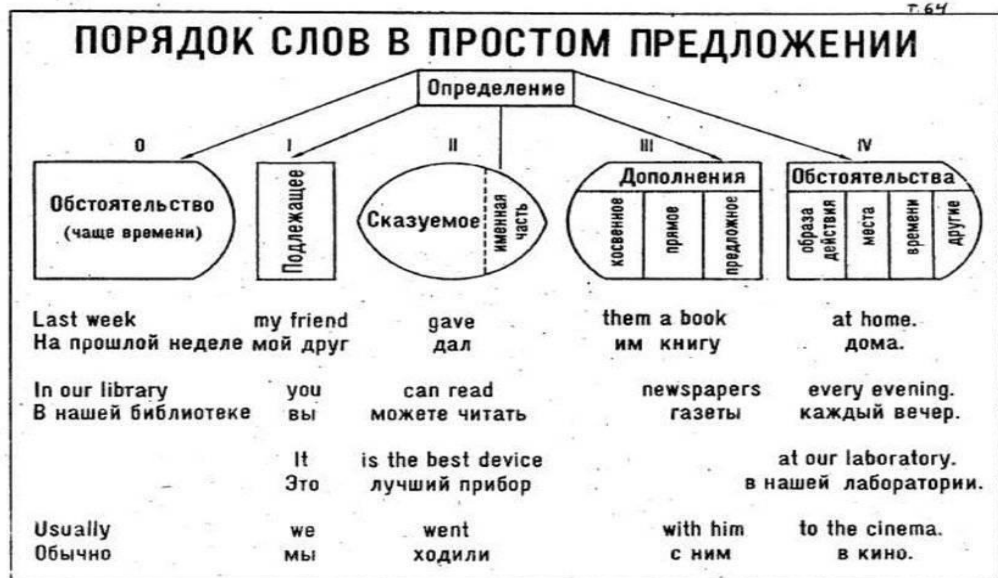 Т.64
ПОРЯДОК СЛОВ В ПРОСТОМ ПРЕДЛОЖЕНИИ
Определение
0 I II III IV
Обстоятельство
(чаще времени)
Подлежащее
Сказуемое
именная
часть
Дополнения
косвенное
прямое
предложное
Обстоятельства
образа
действия
места
времени
другие
Last week my friend gave them a book at home.
На прошлой неделе мой друг дал им книгу дома.
In our library you can read newspapers every evening.
В нашей библиотеке вы можете читать газеты каждый вечер.
It is the best device at our laboratory.
Это лучший прибор в нашей лаборатории.
Usually we went with him to the cinema.
Обычно мы ходили с ним в кино.